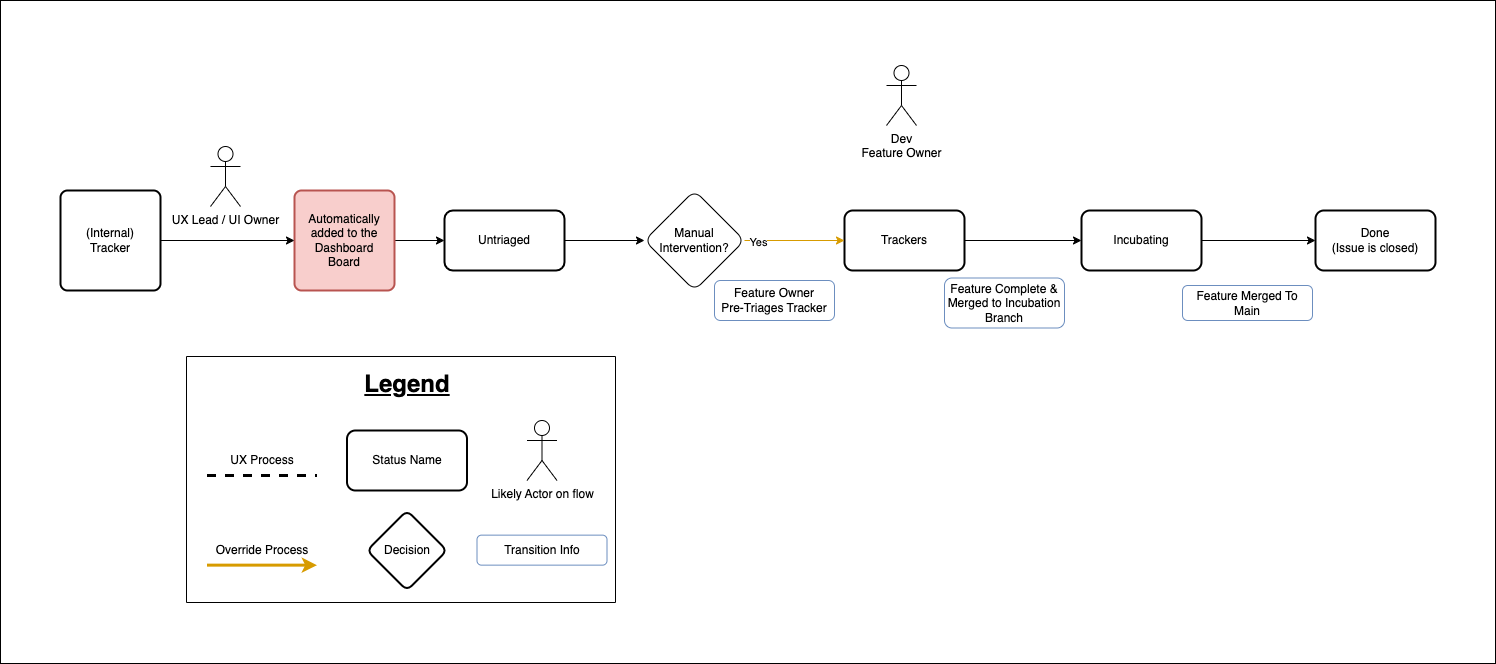 Dev
Feature Owner
UX Lead / UI Owner
(Internal)
Tracker
Automatically
added to the
Dashboard
Board
Untriaged
Manual
Intervention?
Yes
Trackers
Incubating
Done
(Issue is closed)
Feature Owner
Pre-Triages Tracker
Feature Complete &
Merged to Incubation
Branch
Feature Merged To
Main
Legend
UX Process
Status Name
Likely Actor on flow
Override Process
Decision
Transition Info